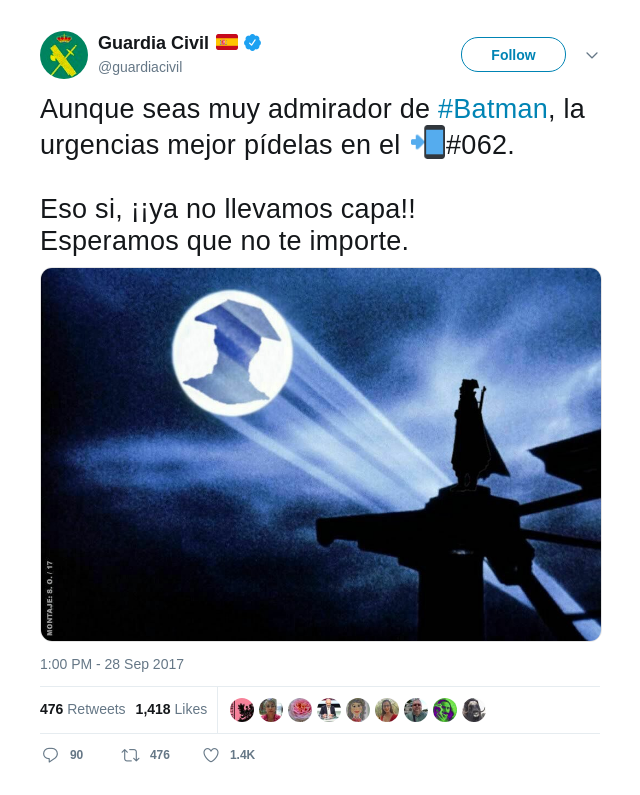 Guardia Civil 🇪🇸
@guardiacivil
Follow
Aunque seas muy admirador de #Batman, la
urgencias mejor pídelas en el 📲#062.
Eso si, ¡¡ya no llevamos capa!!
Esperamos que no te importe.
MONTAJE: S. O. / 17
1:00 PM - 28 Sep 2017
476 Retweets 1,418 Likes
90 476 1.4K